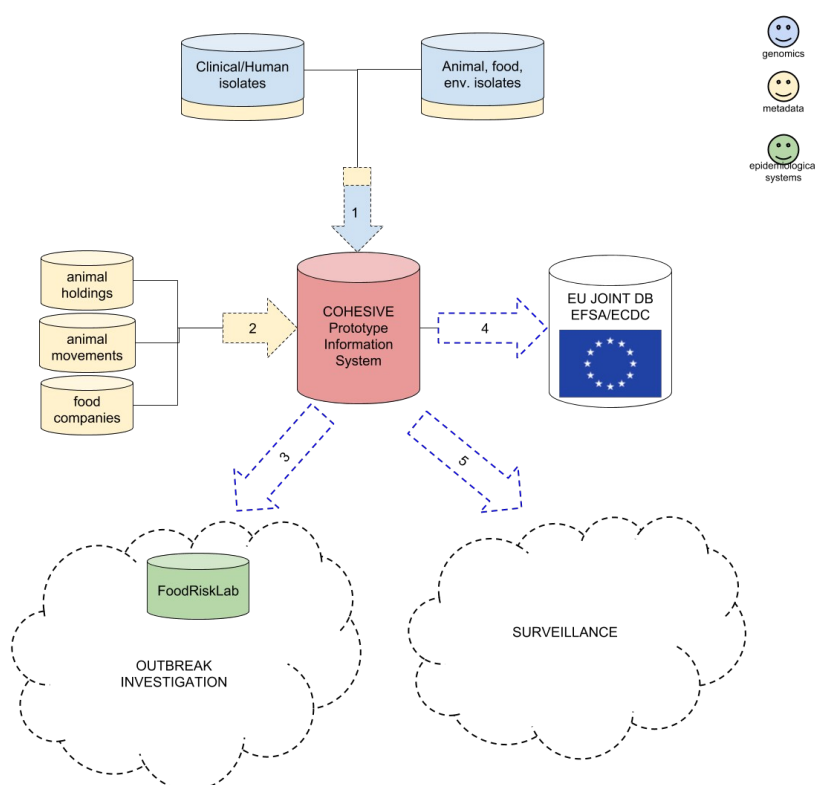 Clinical/Human
isolates
Animal, food,
env. isolates
genomics
metadata
epidemiological
systems
1
animal
holdings
animal
movements
food
companies
2
COHESIVE
Prototype
Information
System
4
EU JOINT DB
EFSA/ECDC
3
5
FoodRiskLab
OUTBREAK
INVESTIGATION
SURVEILLANCE